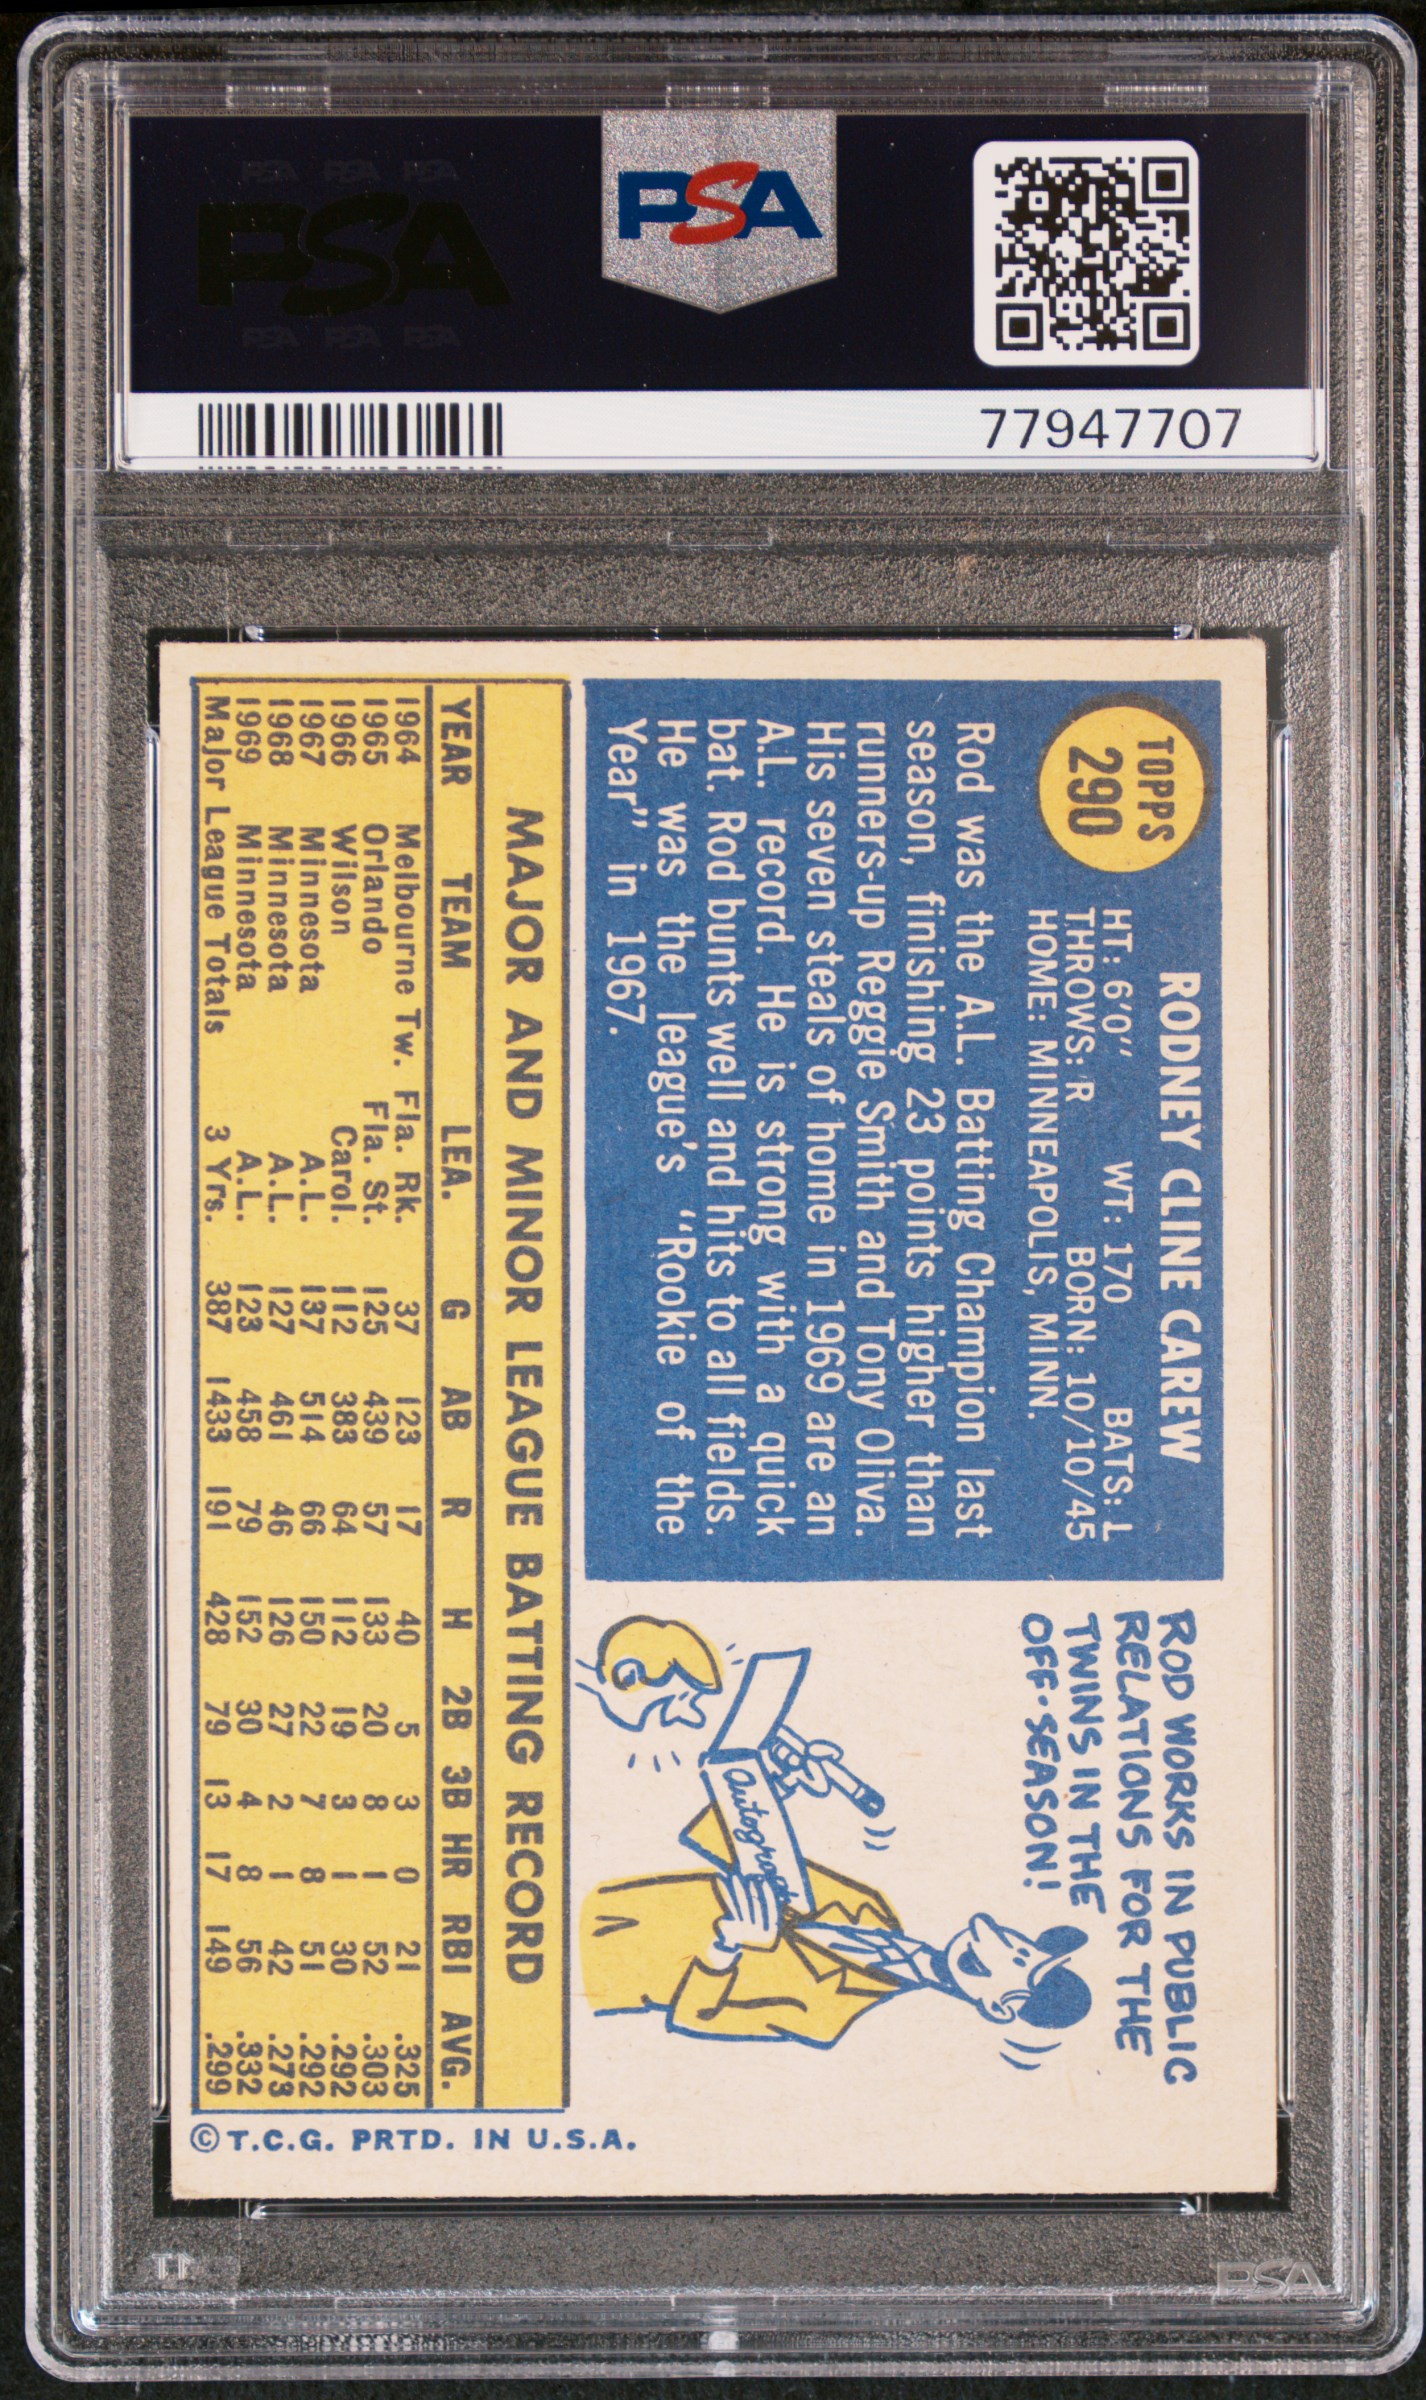 PSA PSA PSA
PSA
PSA PSA PSA
PSA
77947707
TOPPS
290
RODNEY CLINE CAREW
HT: 6'0" WT: 170 BATS: L
THROWS: R BORN: 10/10/45
HOME: MINNEAPOLIS, MINN.
Rod was the A.L. Batting Champion last
season, finishing 23 points higher than
runners-up Reggie Smith and Tony Oliva.
His seven steals of home in 1969 are an
A.L. record. He is strong with a quick
bat. Rod bunts well and hits to all fields.
He was the league's "Rookie of the
Year" in 1967.
ROD WORKS IN PUBLIC
RELATIONS FOR THE
TWINS IN THE
OFF-SEASON!
Autographs
MAJOR AND MINOR LEAGUE BATTING RECORD
YEAR TEAM LEA. G AB R H 2B 3B HR RBI AVG.
1964 Melbourne Tw. Fla. Rk. 37 123 17 40 5 3 0 21 .325
1965 Orlando Fla. St. 125 439 57 133 20 8 1 52 .303
1966 Wilson Carol. 112 383 64 112 19 3 1 30 .292
1967 Minnesota A.L. 137 514 66 150 22 7 8 51 .292
1968 Minnesota A.L. 127 461 46 126 27 2 1 42 .273
1969 Minnesota A.L. 123 458 79 152 30 4 8 56 .332
Major League Totals 3 Yrs. 387 1433 191 428 79 13 17 149 .299
© T.C.G. PRTD. IN U.S.A.
PSA